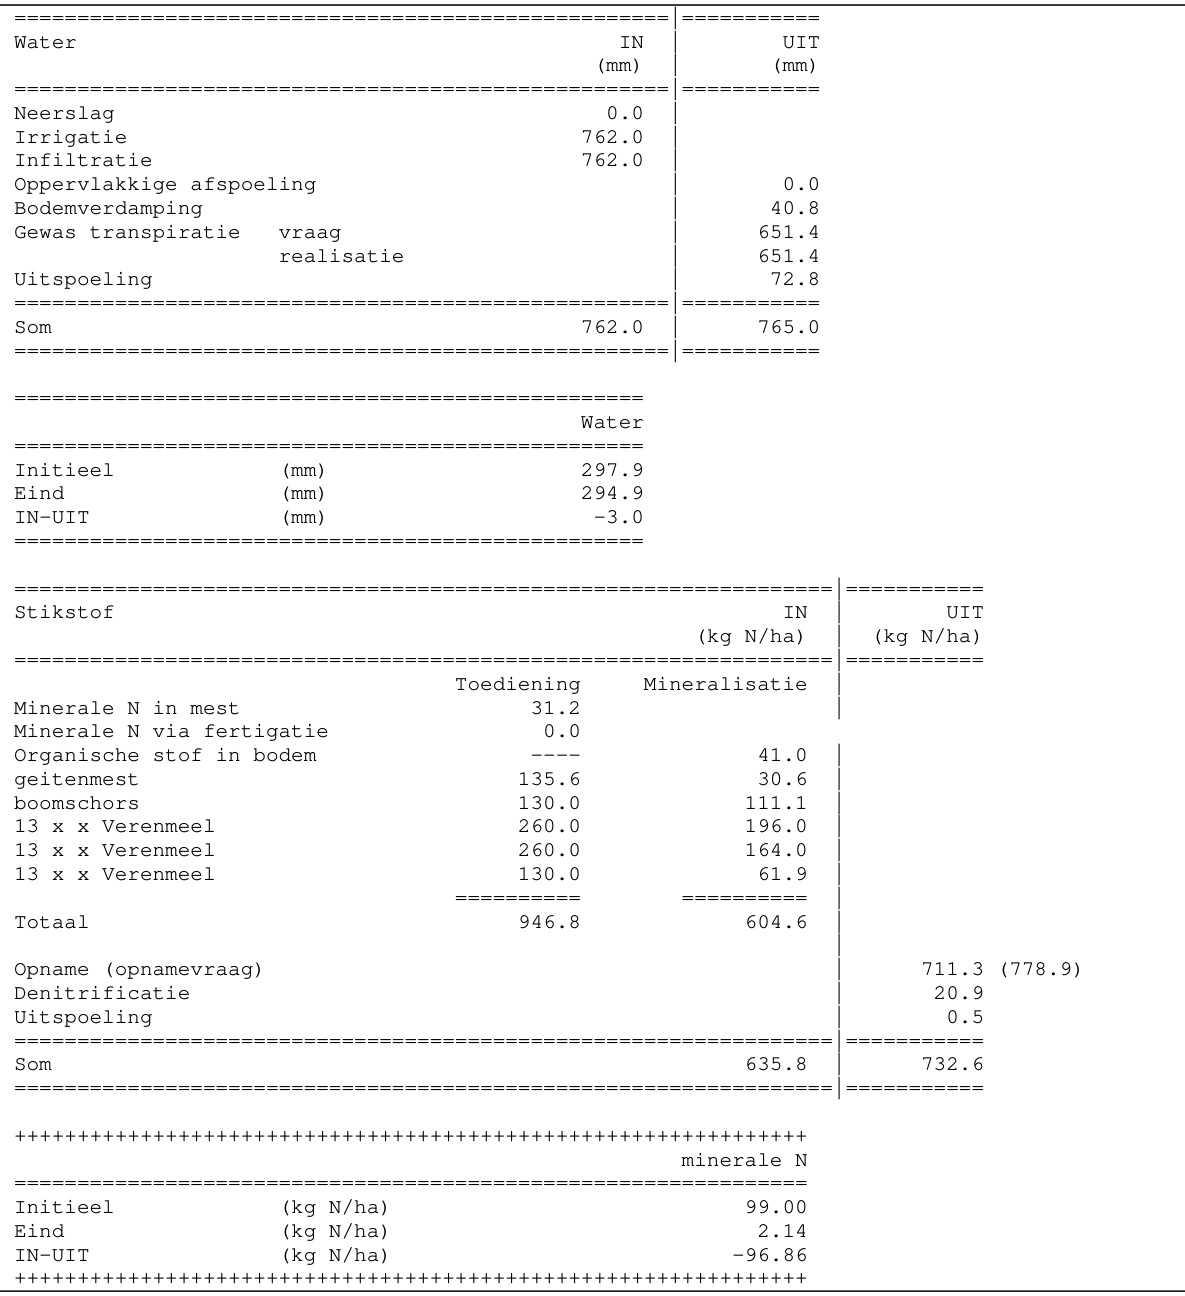 ====================================================|===========
Water IN | UIT
(mm) | (mm)
====================================================|===========
Neerslag 0.0 |
Irrigatie 762.0 |
Infiltratie 762.0 |
Oppervlakkige afspoeling | 0.0
Bodemverdamping | 40.8
Gewas transpiratie vraag | 651.4
realisatie | 651.4
Uitspoeling | 72.8
====================================================|===========
Som 762.0 | 765.0
====================================================|===========
==================================================
Water
==================================================
Initieel (mm) 297.9
Eind (mm) 294.9
IN-UIT (mm) -3.0
==================================================
=================================================================|===========
Stikstof IN | UIT
(kg N/ha) | (kg N/ha)
=================================================================|===========
Toediening Mineralisatie |
Minerale N in mest 31.2 |
Minerale N via fertigatie 0.0
Organische stof in bodem ---- 41.0 |
geitenmest 135.6 30.6 |
boomschors 130.0 111.1 |
13 x x Verenmeel 260.0 196.0 |
13 x x Verenmeel 260.0 164.0 |
13 x x Verenmeel 130.0 61.9 |
========== ========== |
Totaal 946.8 604.6 |
|
Opname (opnamevraag) | 711.3 (778.9)
Denitrificatie | 20.9
Uitspoeling | 0.5
=================================================================|===========
Som 635.8 | 732.6
=================================================================|===========
+++++++++++++++++++++++++++++++++++++++++++++++++++++++++++++++
minerale N
===============================================================
Initieel (kg N/ha) 99.00
Eind (kg N/ha) 2.14
IN-UIT (kg N/ha) -96.86
+++++++++++++++++++++++++++++++++++++++++++++++++++++++++++++++